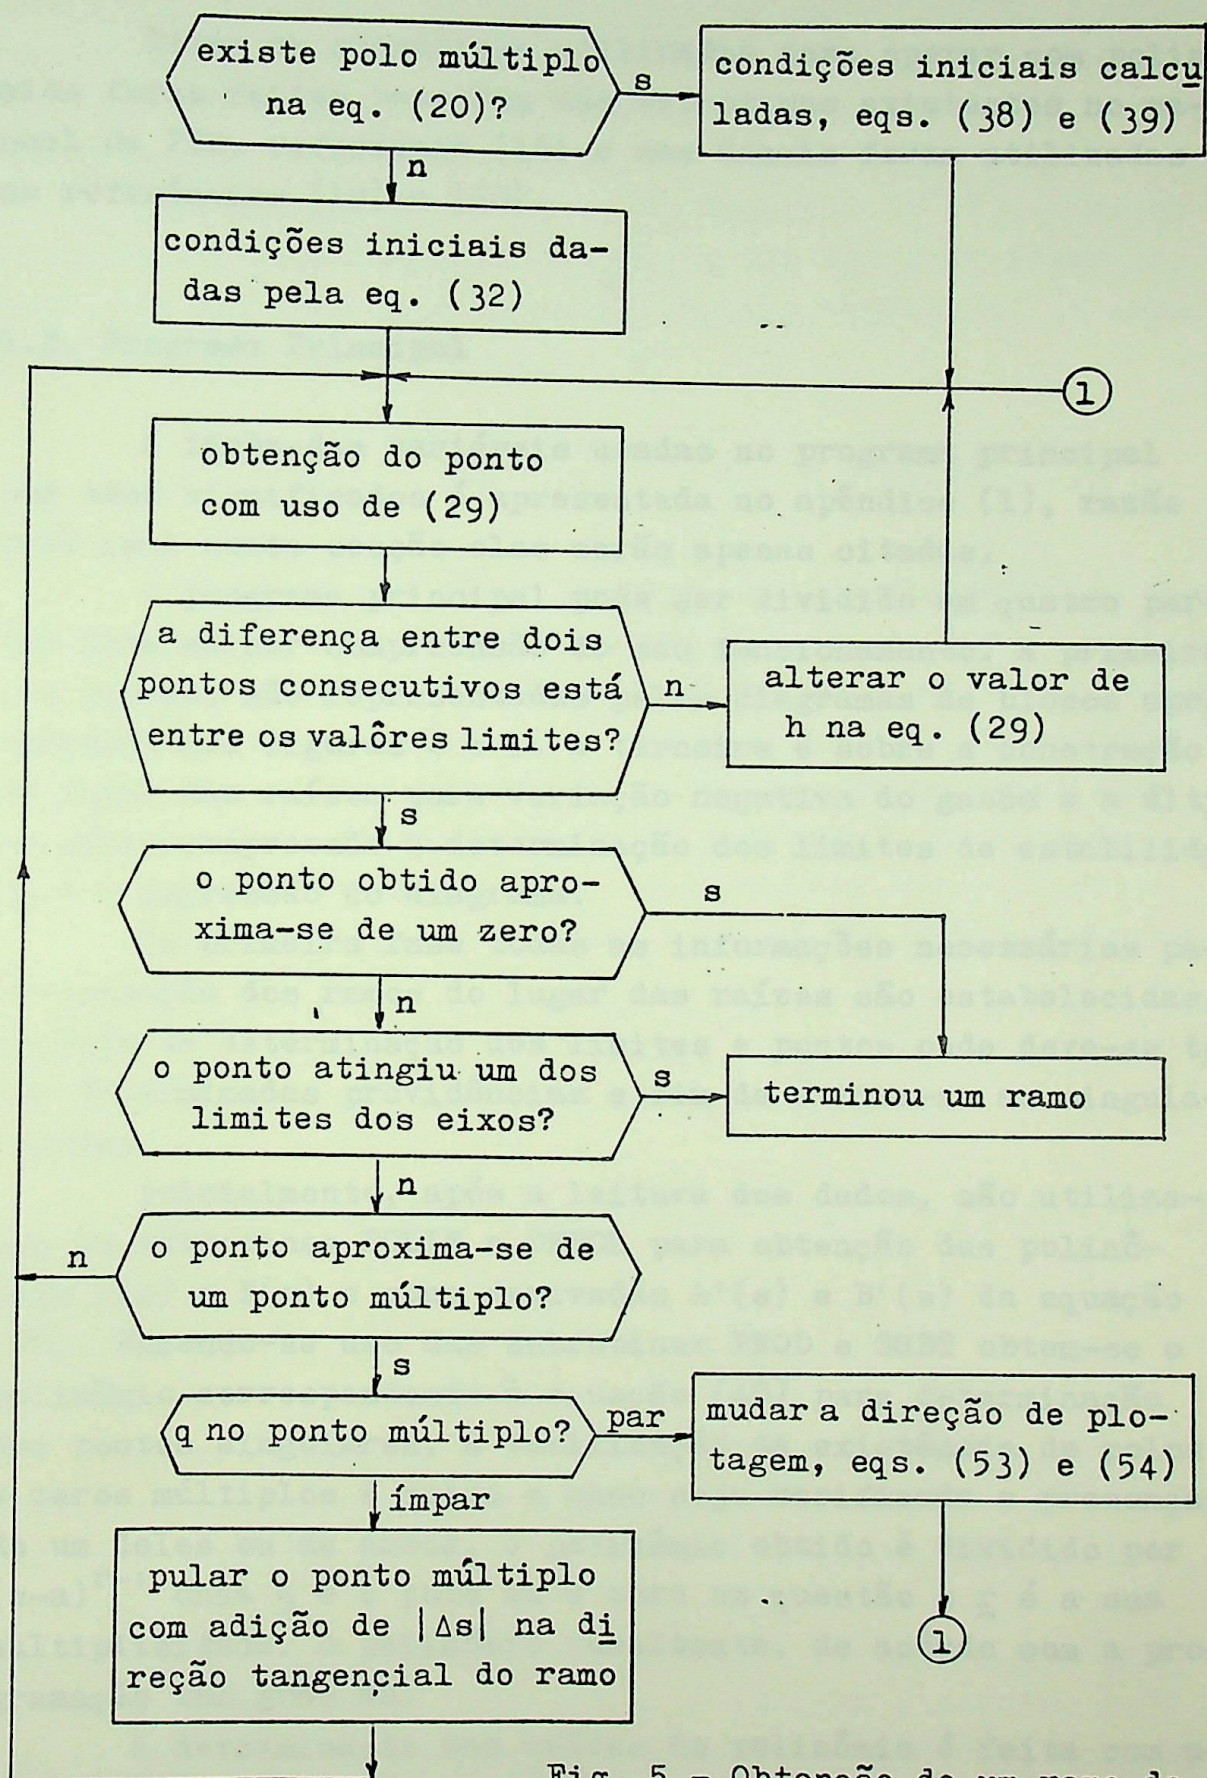 existe polo múltiplo
na eq. (20)?
s
condições iniciais calcu
ladas, eqs. (38) e (39)
n
condições iniciais da-
das pela eq. (32)
1
obtenção do ponto
com uso de (29)
a diferença entre dois
pontos consecutivos está
entre os valôres limites?
n
alterar o valor de
h na eq. (29)
s
o ponto obtido apro-
xima-se de um zero?
s
n
o ponto atingiu um dos
limites dos eixos?
s
terminou um ramo
n
o ponto aproxima-se de
um ponto múltiplo?
n
s
q no ponto múltiplo?
par
mudar a direção de plo-
tagem, eqs. (53) e (54)
ímpar
pular o ponto múltiplo
com adição de |Δs| na di
reção tangencial do ramo
1
Fig. 5 - Obtenção de um ramo do